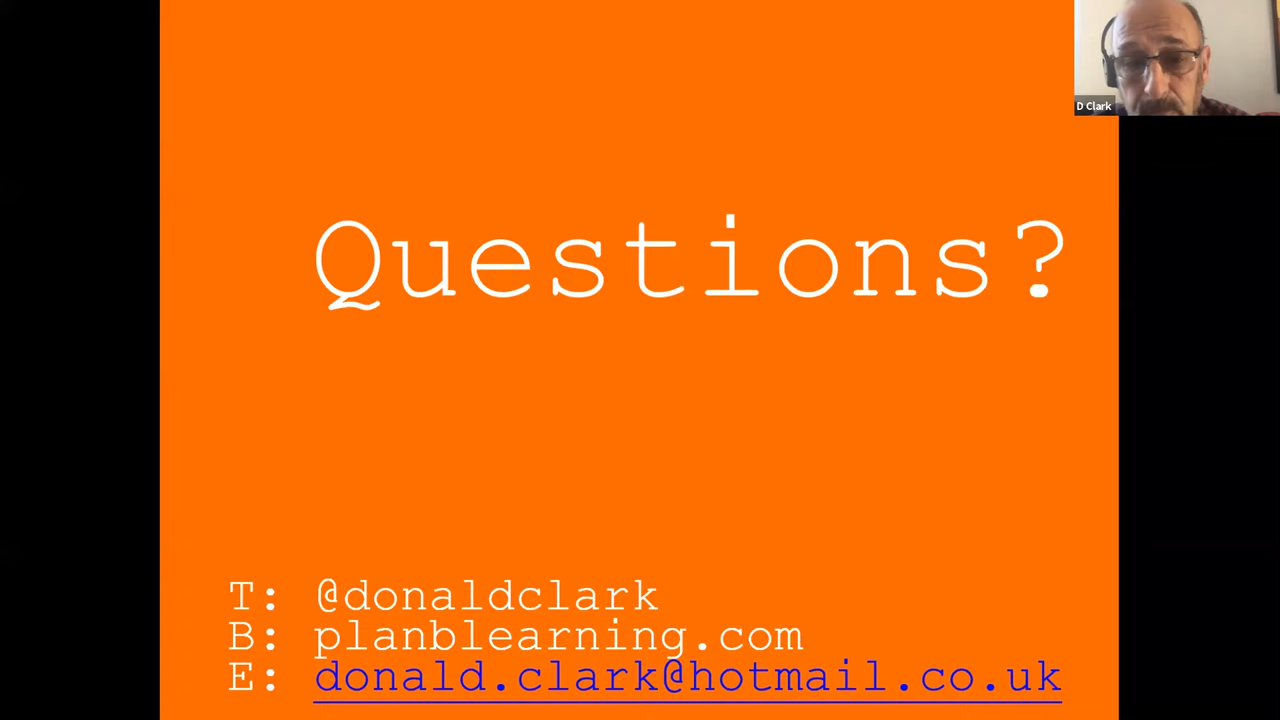 D Clark
Questions?
T: @donaldclark
B: planblearning.com
E: donald.clark@hotmail.co.uk